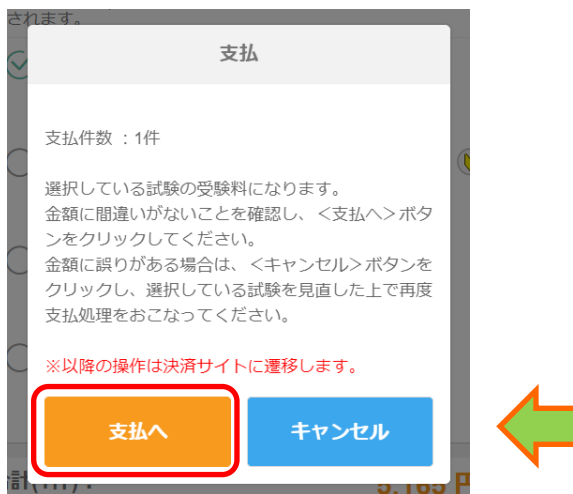 されます。
支払
支払件数 ：1件
選択している試験の受験料になります。
金額に間違いがないことを確認し、＜支払へ＞ボタ
ンをクリックしてください。
金額に誤りがある場合は、＜キャンセル＞ボタンを
クリックし、選択している試験を見直した上で再度
支払処理をおこなってください。
※以降の操作は決済サイトに遷移します。
支払へ
キャンセル
5,165 円